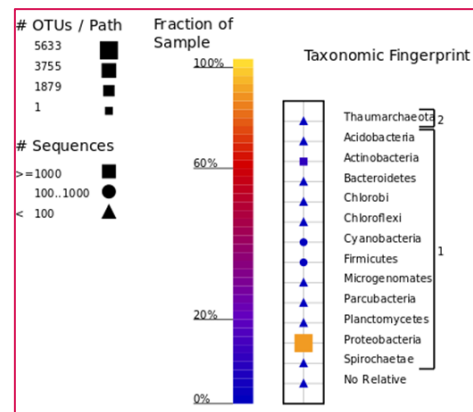 # OTUs / Path
5633
3755
1879
1
# Sequences
>=1000
100..1000
< 100
Fraction of
Sample
100%
60%
20%
0%
Taxonomic Fingerprint
Thaumarchaeota
2
Acidobacteria
Actinobacteria
Bacteroidetes
Chlorobi
Chloroflexi
Cyanobacteria
1
Firmicutes
Microgenomates
Parcubacteria
Planctomycetes
Proteobacteria
Spirochaetae
No Relative